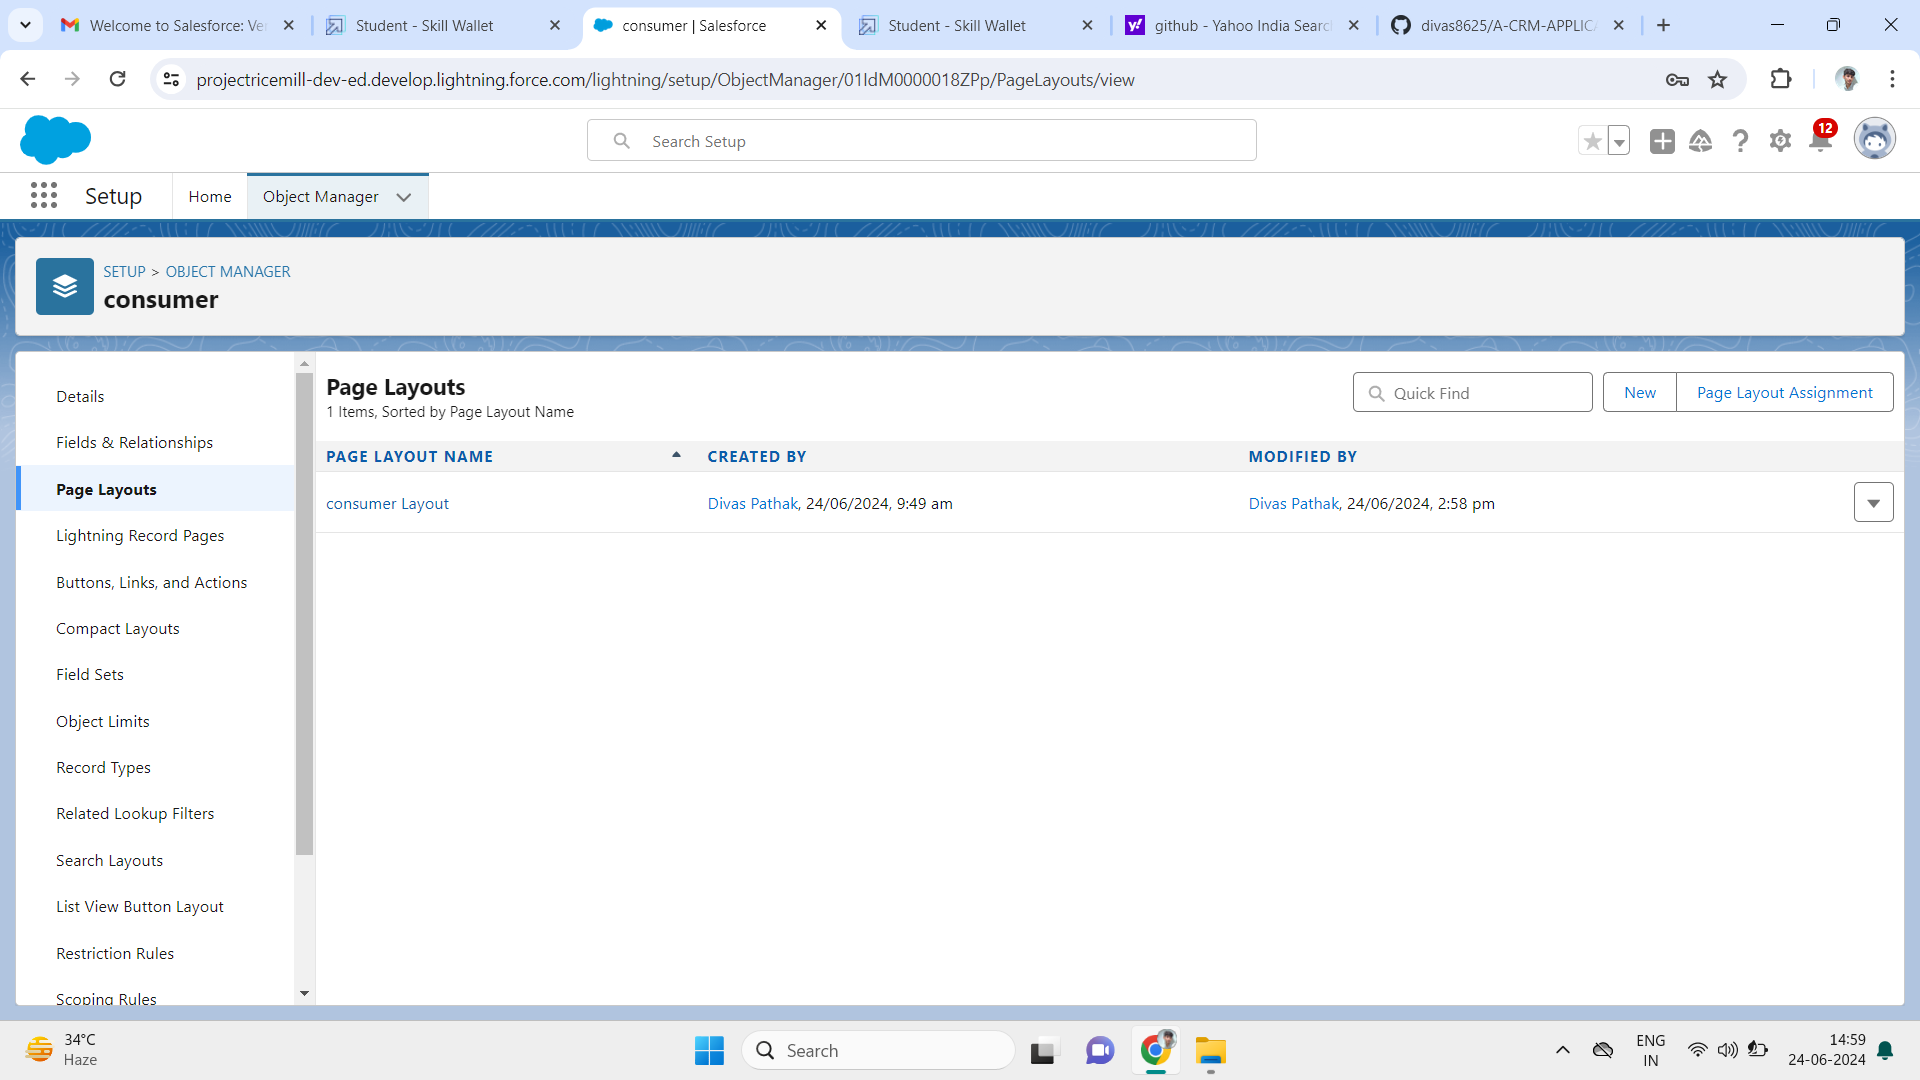 Welcome to Salesforce: Ver
Student - Skill Wallet
consumer | Salesforce
Student - Skill Wallet
github - Yahoo India Search
divas8625/A-CRM-APPLICA
projectricemill-dev-ed.develop.lightning.force.com/lightning/setup/ObjectManager/01IdM0000018ZPp/PageLayouts/view
Search Setup
12
Setup
Home
Object Manager
SETUP > OBJECT MANAGER
consumer
Details
Fields & Relationships
Page Layouts
Lightning Record Pages
Buttons, Links, and Actions
Compact Layouts
Field Sets
Object Limits
Record Types
Related Lookup Filters
Search Layouts
List View Button Layout
Restriction Rules
Scoping Rules
Page Layouts
1 Items, Sorted by Page Layout Name
Quick Find
New
Page Layout Assignment
PAGE LAYOUT NAME
CREATED BY
MODIFIED BY
consumer Layout
Divas Pathak, 24/06/2024, 9:49 am
Divas Pathak, 24/06/2024, 2:58 pm
34°C
Haze
Search
ENG
IN
14:59
24-06-2024